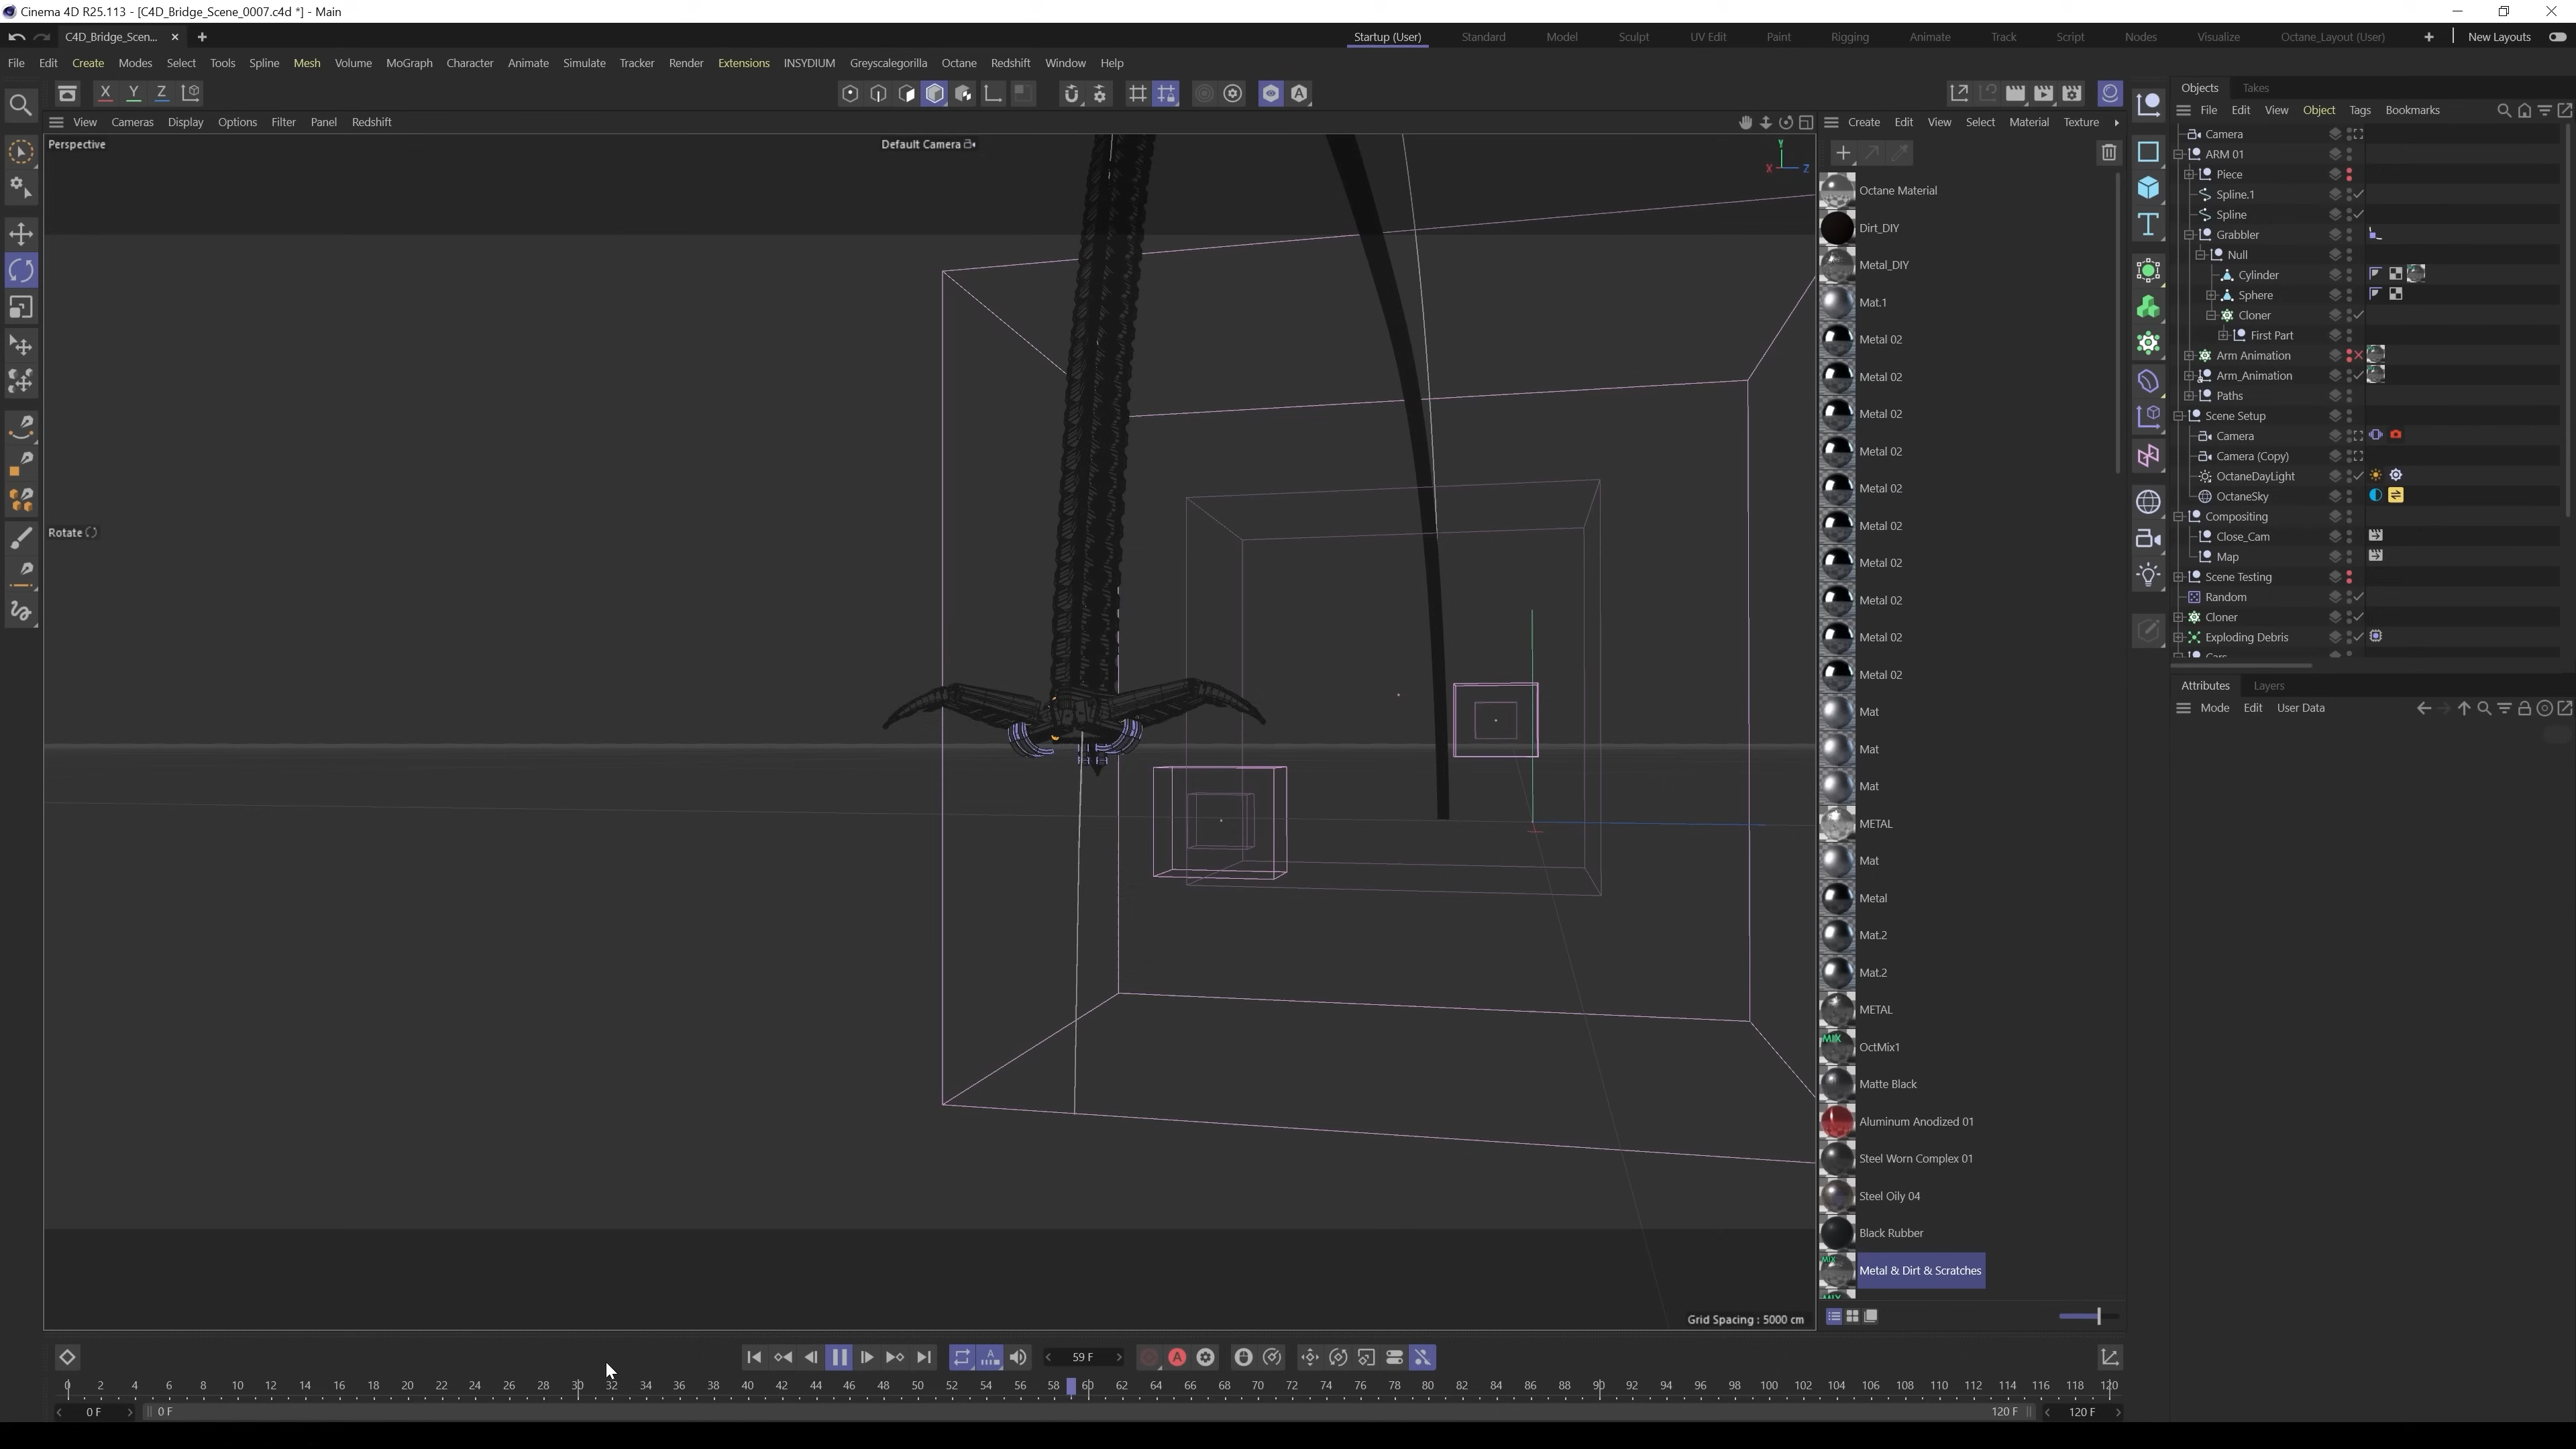 Cinema 4D R25.113 - [C4D_Bridge_Scene_0007.c4d *] - Main
C4D_Bridge_Scen...
Startup (User) Standard Model Sculpt UV Edit Paint Rigging Animate Track Script Nodes Visualize Octane_Layout (User) New Layouts
File Edit Create Modes Select Tools Spline Mesh Volume MoGraph Character Animate Simulate Tracker Render Extensions INSYDIUM Greyscalegorilla Octane Redshift Window Help
X Y Z
View Cameras Display Options Filter Panel Redshift
Perspective
Default Camera
Y
X Z
Rotate
Grid Spacing : 5000 cm
Create Edit View Select Material Texture
Octane Material
Dirt_DIY
Metal_DIY
Mat.1
Metal 02
Metal 02
Metal 02
Metal 02
Metal 02
Metal 02
Metal 02
Metal 02
Metal 02
Metal 02
Mat
Mat
Mat
METAL
Mat
Metal
Mat.2
Mat.2
METAL
MIX
OctMix1
Matte Black
Aluminum Anodized 01
Steel Worn Complex 01
Steel Oily 04
Black Rubber
MIX
Metal & Dirt & Scratches
Objects Takes
File Edit View Object Tags Bookmarks
Camera
ARM 01
Piece
Spline.1
Spline
Grabbler
Null
Cylinder
Sphere
Cloner
First Part
Arm Animation
Arm_Animation
Paths
Scene Setup
Camera
Camera (Copy)
OctaneDayLight
OctaneSky
Compositing
Close_Cam
Map
Scene Testing
Random
Cloner
Exploding Debris
Cars
Attributes Layers
Mode Edit User Data
59 F
0 2 4 6 8 10 12 14 16 18 20 22 24 26 28 30 32 34 36 38 40 42 44 46 48 50 52 54 56 58 60 62 64 66 68 70 72 74 76 78 80 82 84 86 88 90 92 94 96 98 100 102 104 106 108 110 112 114 116 118 120
0 F 0 F 120 F 120 F